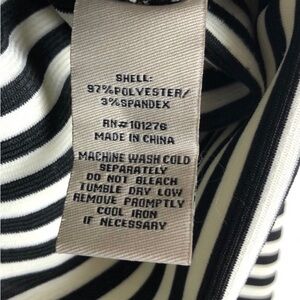 SHELL:
97% POLYESTER/
3% SPANDEX
RN#101276
MADE IN CHINA
MACHINE WASH COLD
SEPARATELY
DO NOT BLEACH
TUMBLE DRY LOW
REMOVE PROMPTLY
COOL IRON
IF NECESSARY